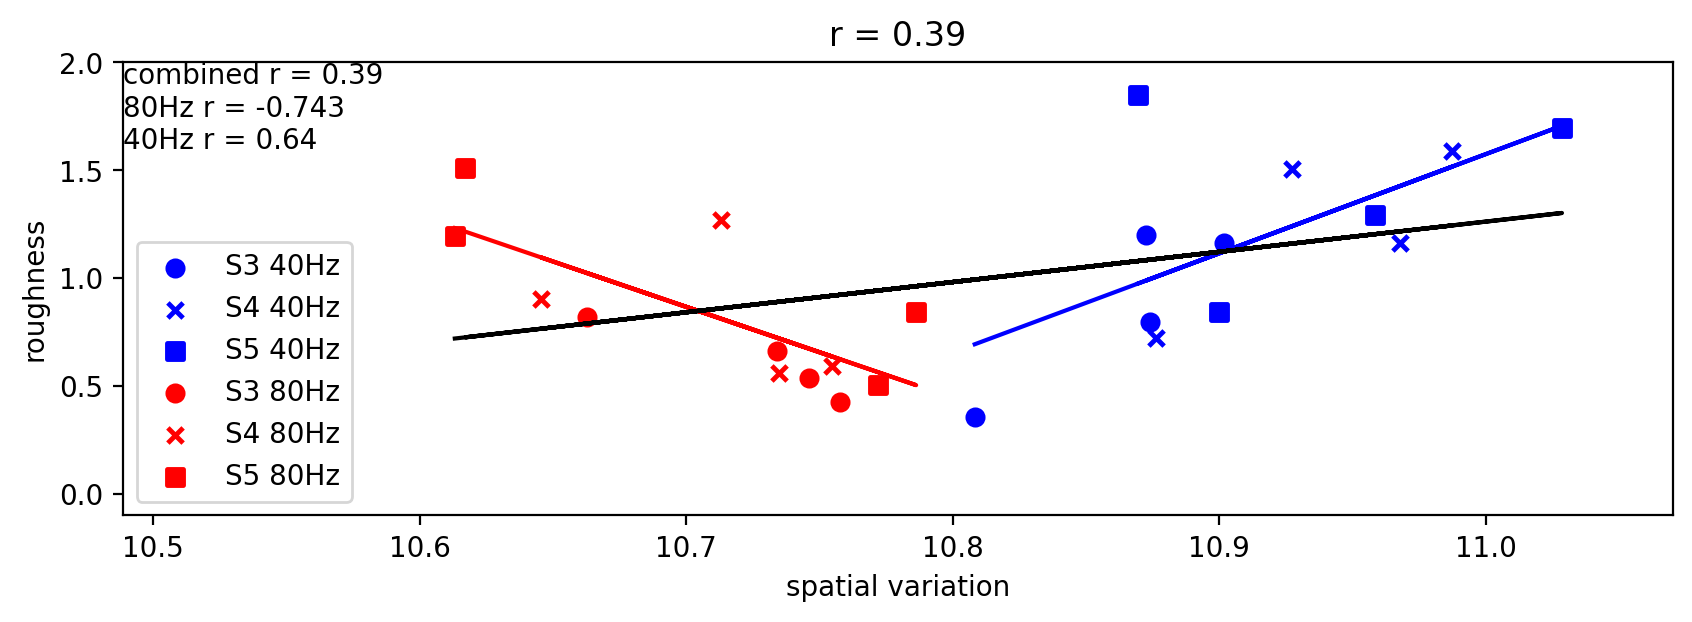 r = 0.39
combined r = 0.39
80Hz r = -0.743
40Hz r = 0.64
2.0
1.5
1.0
0.5
0.0
roughness
S3 40Hz
S4 40Hz
S5 40Hz
S3 80Hz
S4 80Hz
S5 80Hz
10.5 10.6 10.7 10.8 10.9 11.0
spatial variation